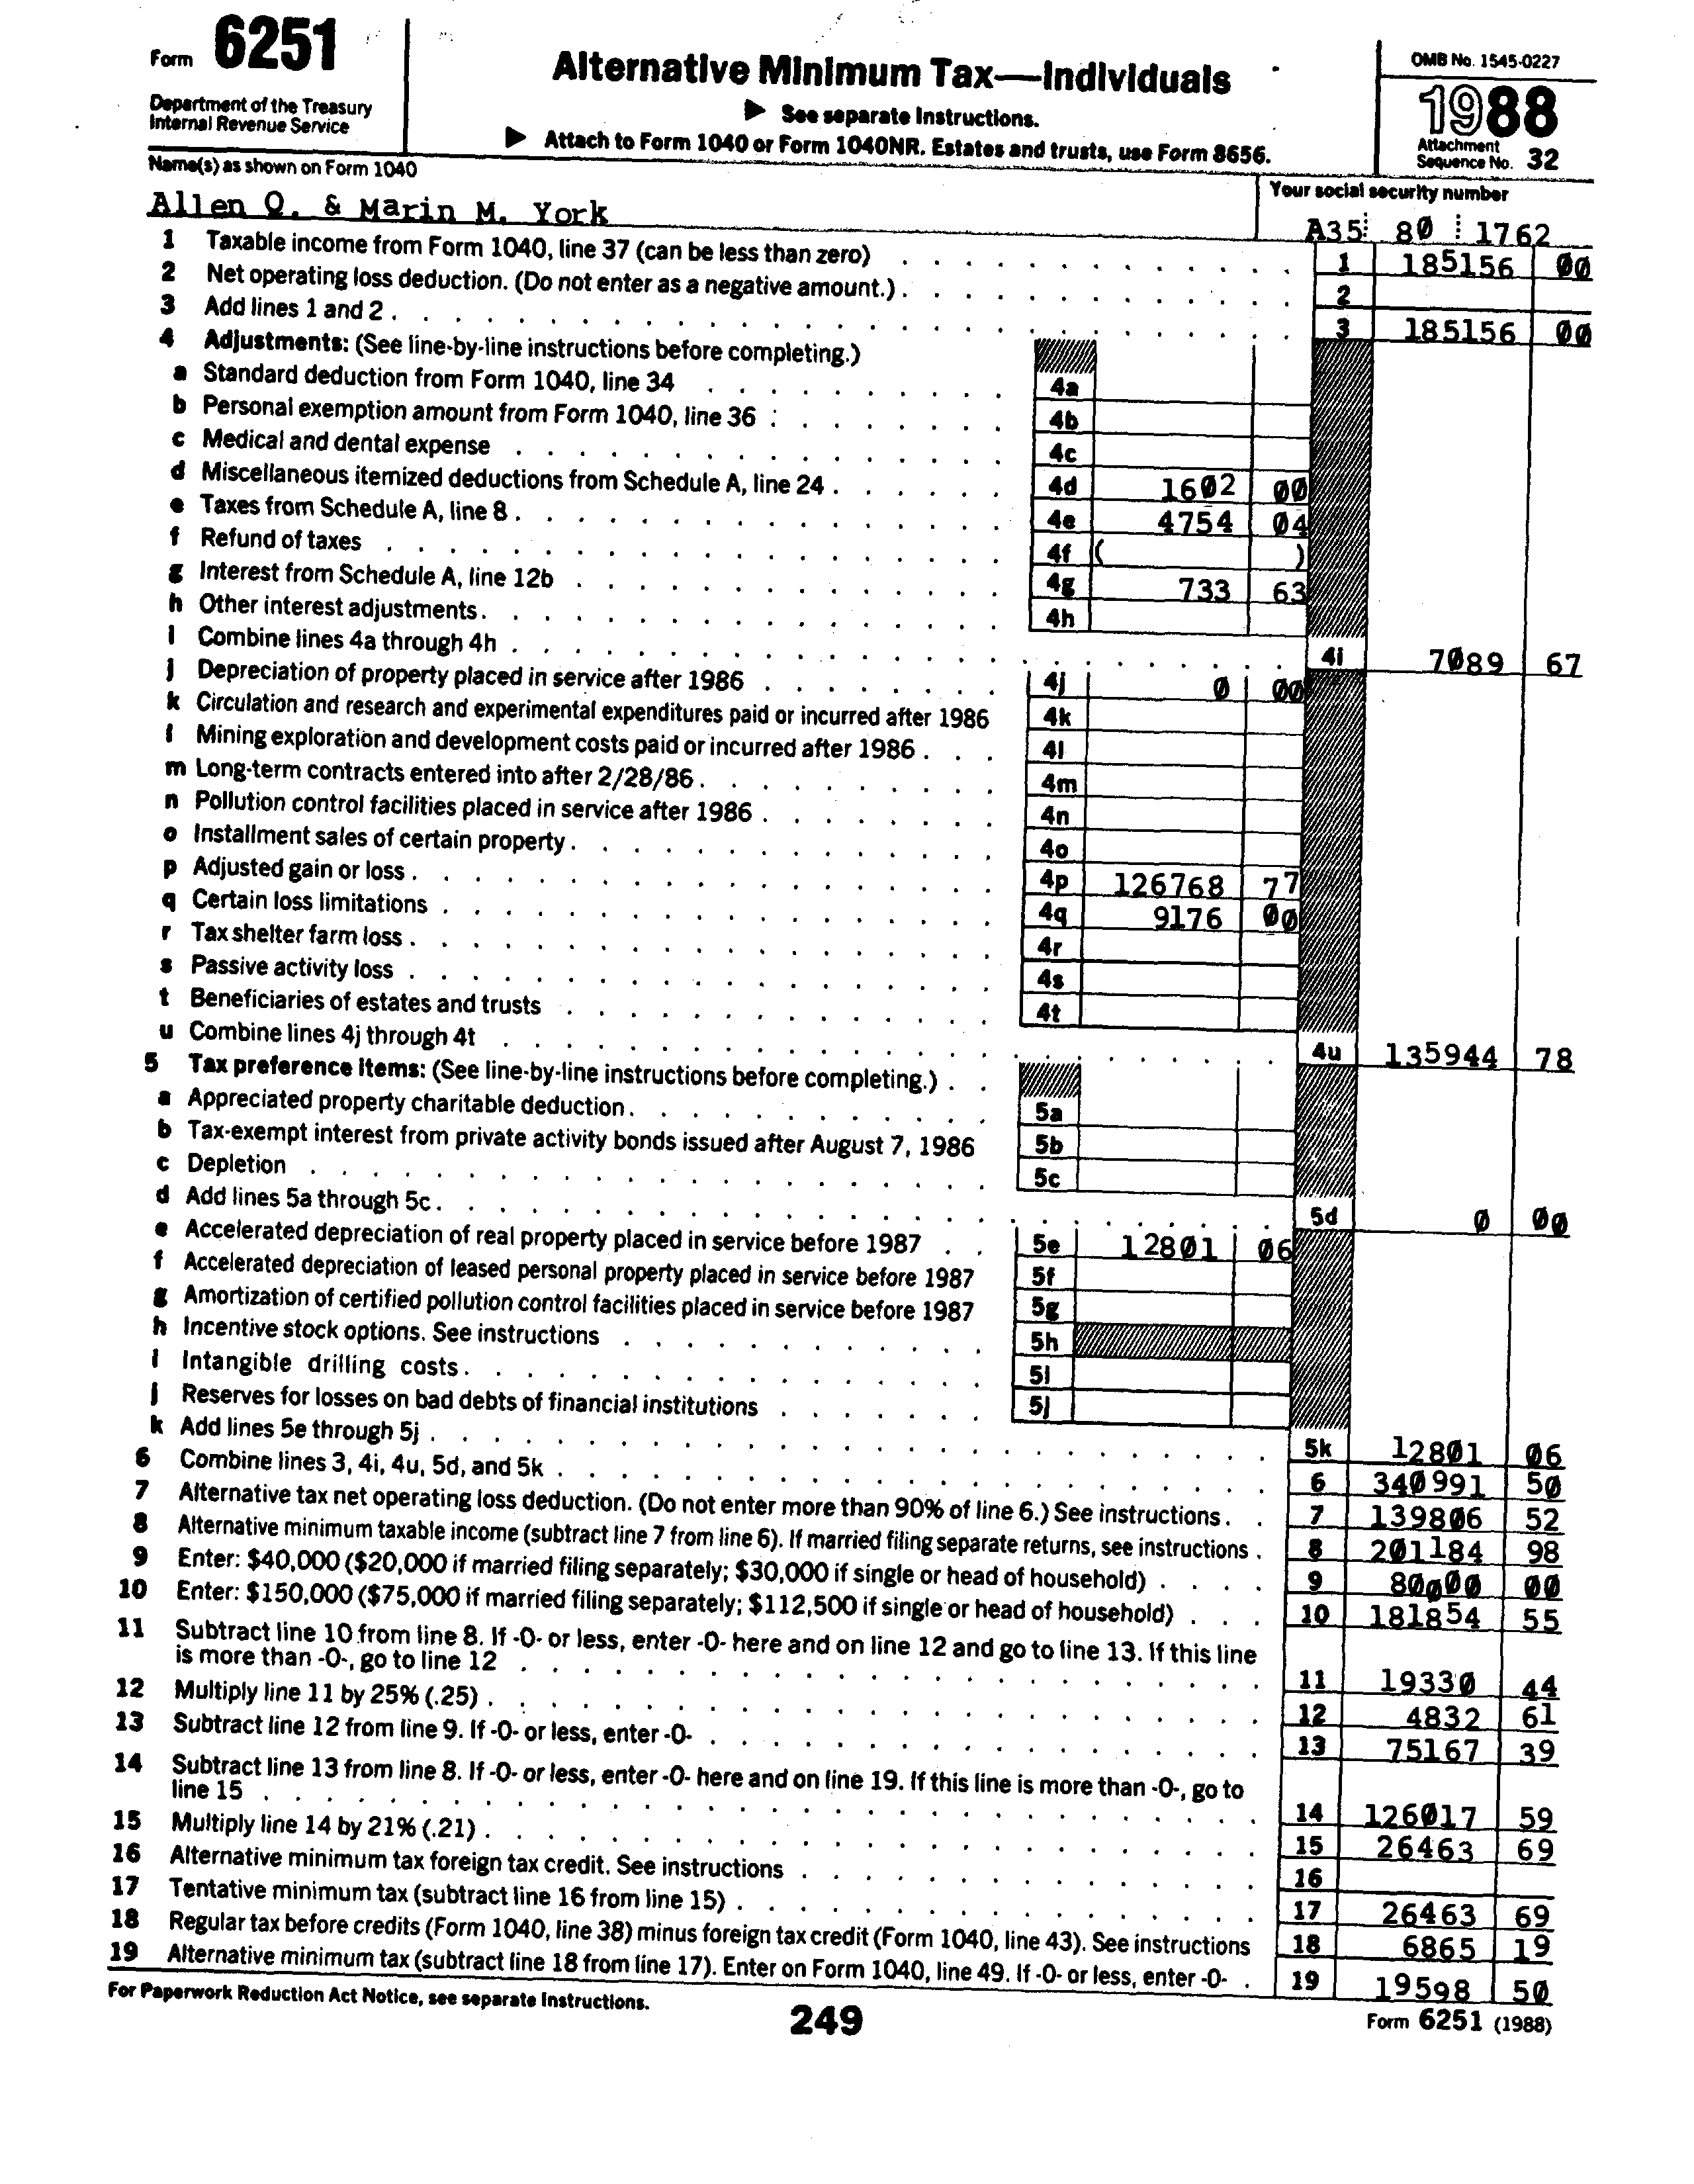 Form 6251
Department of the Treasury
Internal Revenue Service
Alternative Minimum Tax—Individuals
▶ See separate Instructions.
▶ Attach to Form 1040 or Form 1040NR. Estates and trusts, use Form 8656.
OMB No. 1545-0227
1988
Attachment
Sequence No. 32
Name(s) as shown on Form 1040
Allen Q. & Marin M. York
Your social security number
A35 80 1762
1 Taxable income from Form 1040, line 37 (can be less than zero) 1 185156 00
2 Net operating loss deduction. (Do not enter as a negative amount.) 2
3 Add lines 1 and 2 3 185156 00
4 Adjustments: (See line-by-line instructions before completing.)
a Standard deduction from Form 1040, line 34 4a
b Personal exemption amount from Form 1040, line 36 4b
c Medical and dental expense 4c
d Miscellaneous itemized deductions from Schedule A, line 24 4d 1602 00
e Taxes from Schedule A, line 8 4e 4754 04
f Refund of taxes 4f ( )
g Interest from Schedule A, line 12b 4g 733 63
h Other interest adjustments 4h
i Combine lines 4a through 4h 4i 7089 67
j Depreciation of property placed in service after 1986 4j 0 00
k Circulation and research and experimental expenditures paid or incurred after 1986 4k
l Mining exploration and development costs paid or incurred after 1986 4l
m Long-term contracts entered into after 2/28/86 4m
n Pollution control facilities placed in service after 1986 4n
o Installment sales of certain property 4o
p Adjusted gain or loss 4p 126768 77
q Certain loss limitations 4q 9176 00
r Tax shelter farm loss 4r
s Passive activity loss 4s
t Beneficiaries of estates and trusts 4t
u Combine lines 4j through 4t 4u 135944 78
5 Tax preference items: (See line-by-line instructions before completing.)
a Appreciated property charitable deduction 5a
b Tax-exempt interest from private activity bonds issued after August 7, 1986 5b
c Depletion 5c
d Add lines 5a through 5c 5d 0 00
e Accelerated depreciation of real property placed in service before 1987 5e 12801 06
f Accelerated depreciation of leased personal property placed in service before 1987 5f
g Amortization of certified pollution control facilities placed in service before 1987 5g
h Incentive stock options. See instructions 5h
i Intangible drilling costs 5i
j Reserves for losses on bad debts of financial institutions 5j
k Add lines 5e through 5j 5k 12801 06
6 Combine lines 3, 4i, 4u, 5d, and 5k 6 340991 50
7 Alternative tax net operating loss deduction. (Do not enter more than 90% of line 6.) See instructions 7 139806 52
8 Alternative minimum taxable income (subtract line 7 from line 6). If married filing separate returns, see instructions 8 201184 98
9 Enter: $40,000 ($20,000 if married filing separately; $30,000 if single or head of household) 9 80000 00
10 Enter: $150,000 ($75,000 if married filing separately; $112,500 if single or head of household) 10 181854 55
11 Subtract line 10 from line 8. If -0- or less, enter -0- here and on line 12 and go to line 13. If this line
is more than -0-, go to line 12 11 19330 44
12 Multiply line 11 by 25% (.25) 12 4832 61
13 Subtract line 12 from line 9. If -0- or less, enter -0- 13 75167 39
14 Subtract line 13 from line 8. If -0- or less, enter -0- here and on line 19. If this line is more than -0-, go to
line 15 14 126017 59
15 Multiply line 14 by 21% (.21) 15 26463 69
16 Alternative minimum tax foreign tax credit. See instructions 16
17 Tentative minimum tax (subtract line 16 from line 15) 17 26463 69
18 Regular tax before credits (Form 1040, line 38) minus foreign tax credit (Form 1040, line 43). See instructions 18 6865 19
19 Alternative minimum tax (subtract line 18 from line 17). Enter on Form 1040, line 49. If -0- or less, enter -0- 19 19598 50
For Paperwork Reduction Act Notice, see separate Instructions.
249
Form 6251 (1988)